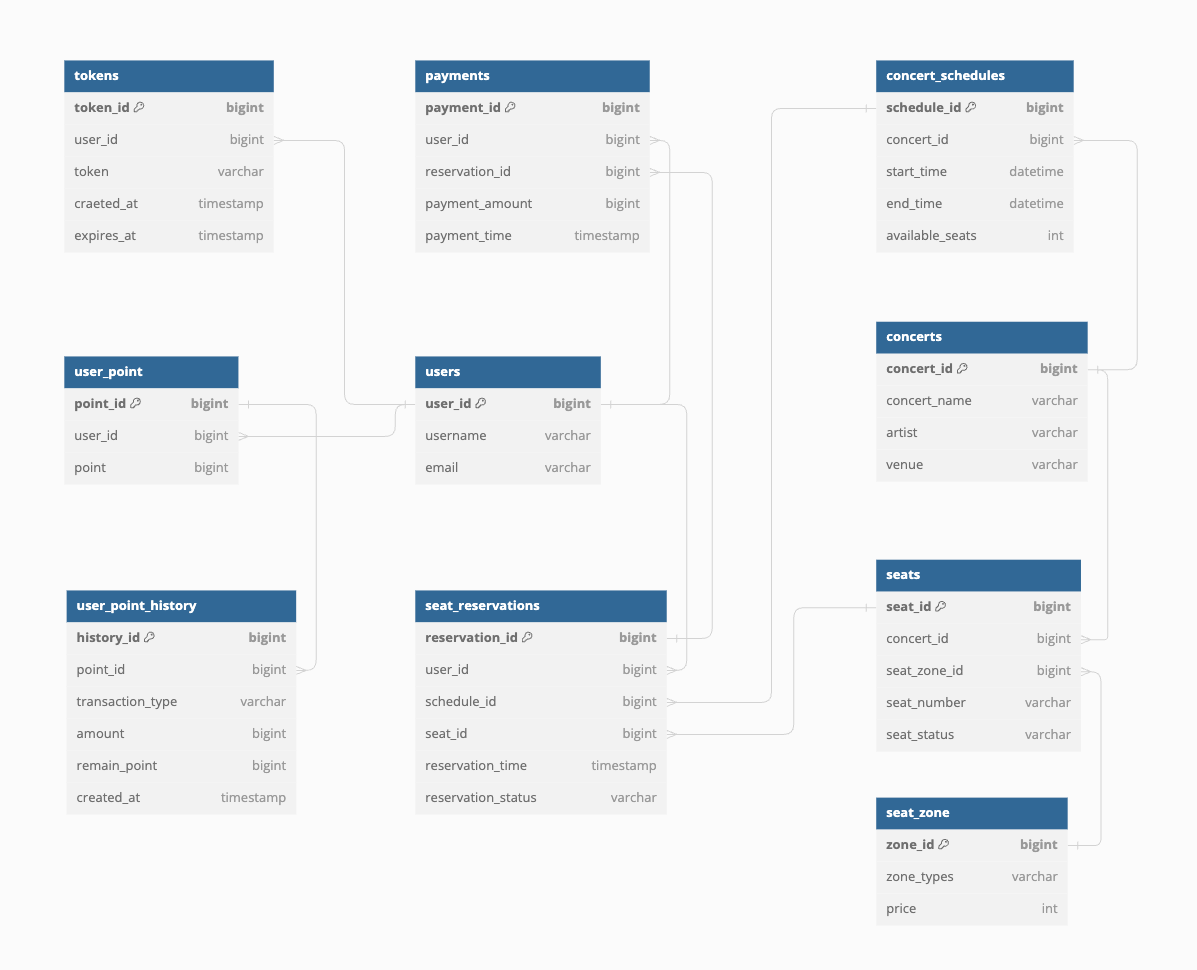 tokens
token_id bigint
user_id bigint
token varchar
craeted_at timestamp
expires_at timestamp
payments
payment_id bigint
user_id bigint
reservation_id bigint
payment_amount bigint
payment_time timestamp
concert_schedules
schedule_id bigint
concert_id bigint
start_time datetime
end_time datetime
available_seats int
user_point
point_id bigint
user_id bigint
point bigint
users
user_id bigint
username varchar
email varchar
concerts
concert_id bigint
concert_name varchar
artist varchar
venue varchar
user_point_history
history_id bigint
point_id bigint
transaction_type varchar
amount bigint
remain_point bigint
created_at timestamp
seat_reservations
reservation_id bigint
user_id bigint
schedule_id bigint
seat_id bigint
reservation_time timestamp
reservation_status varchar
seats
seat_id bigint
concert_id bigint
seat_zone_id bigint
seat_number varchar
seat_status varchar
seat_zone
zone_id bigint
zone_types varchar
price int